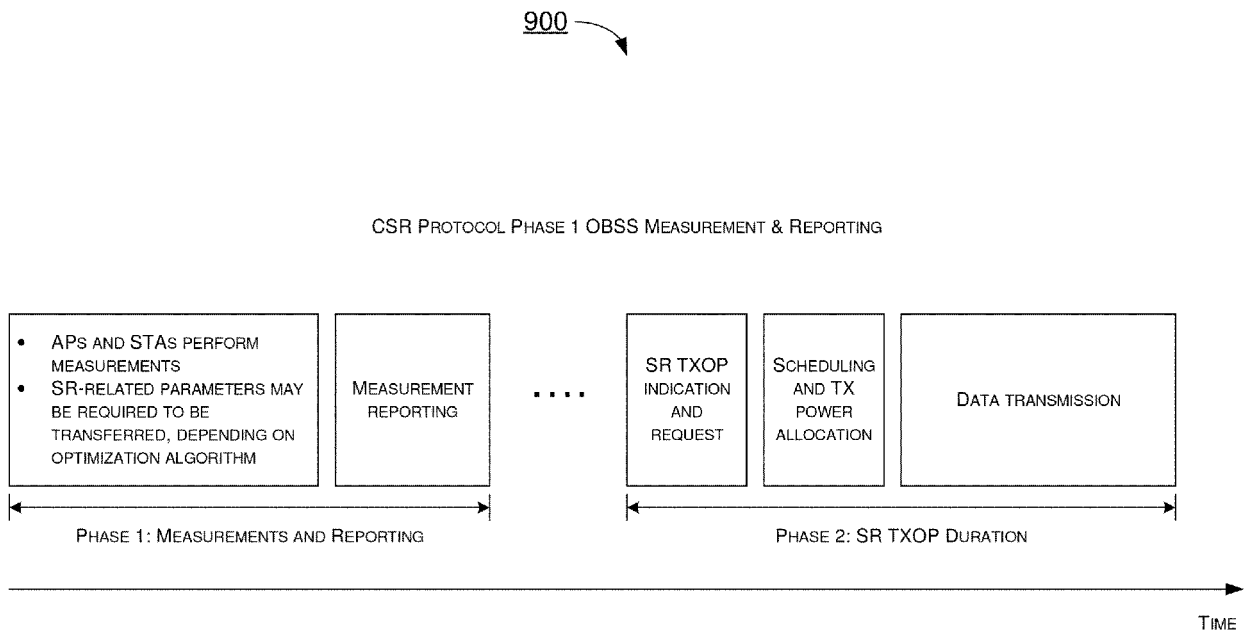 900
CSR PROTOCOL PHASE 1 OBSS MEASUREMENT & REPORTING
• APS AND STAS PERFORM
MEASUREMENTS
• SR-RELATED PARAMETERS MAY
BE REQUIRED TO BE
TRANSFERRED, DEPENDING ON
OPTIMIZATION ALGORITHM
MEASUREMENT
REPORTING
....
SR TXOP
INDICATION
AND
REQUEST
SCHEDULING
AND TX
POWER
ALLOCATION
DATA TRANSMISSION
PHASE 1: MEASUREMENTS AND REPORTING
PHASE 2: SR TXOP DURATION
TIME